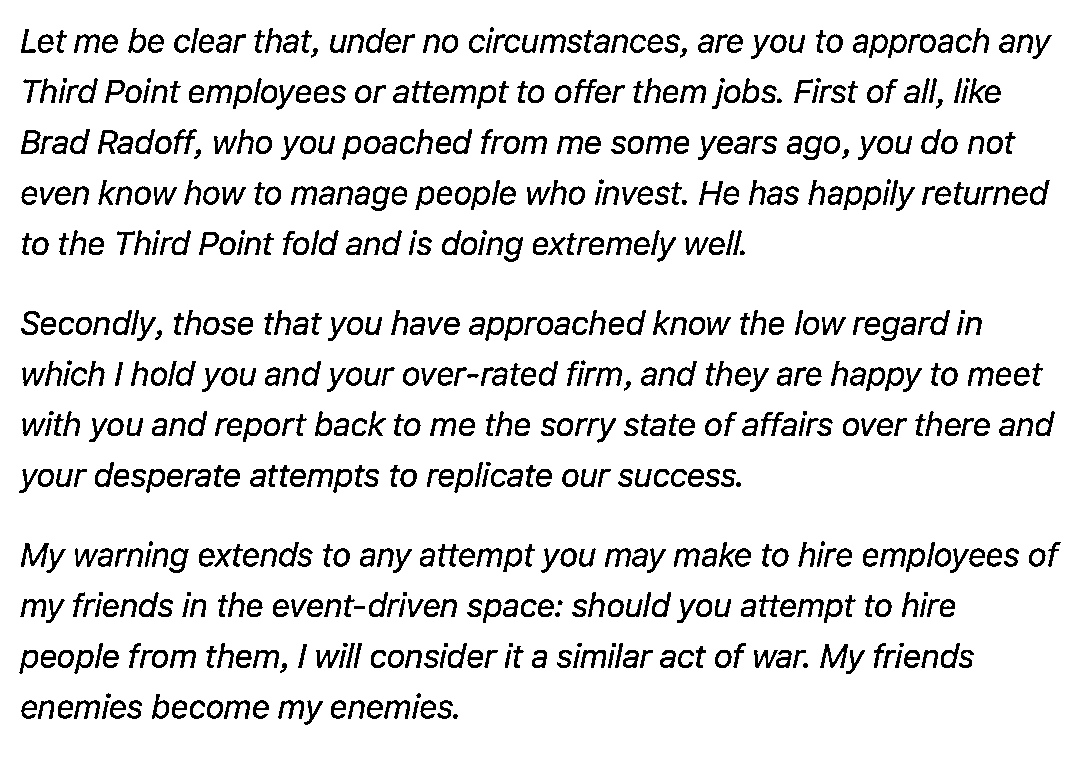 Let me be clear that, under no circumstances, are you to approach any
Third Point employees or attempt to offer them jobs. First of all, like
Brad Radoff, who you poached from me some years ago, you do not
even know how to manage people who invest. He has happily returned
to the Third Point fold and is doing extremely well.
Secondly, those that you have approached know the low regard in
which I hold you and your over-rated firm, and they are happy to meet
with you and report back to me the sorry state of affairs over there and
your desperate attempts to replicate our success.
My warning extends to any attempt you may make to hire employees of
my friends in the event-driven space: should you attempt to hire
people from them, I will consider it a similar act of war. My friends
enemies become my enemies.